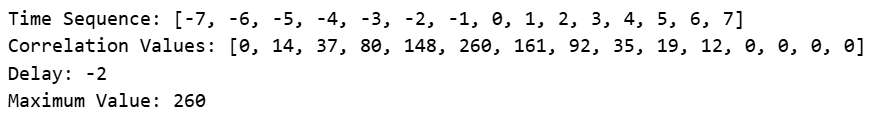 Time Sequence: [-7, -6, -5, -4, -3, -2, -1, 0, 1, 2, 3, 4, 5, 6, 7]
Correlation Values: [0, 14, 37, 80, 148, 260, 161, 92, 35, 19, 12, 0, 0, 0, 0]
Delay: -2
Maximum Value: 260